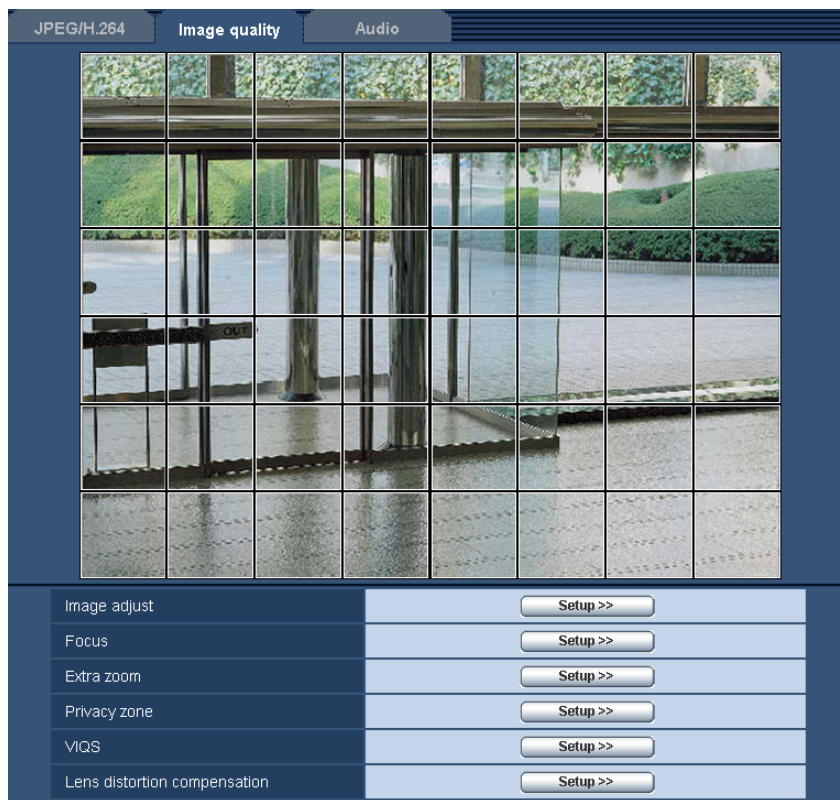 JPEG/H.264 Image quality Audio
OUT
Image adjust Setup >>
Focus Setup >>
Extra zoom Setup >>
Privacy zone Setup >>
VIQS Setup >>
Lens distortion compensation Setup >>